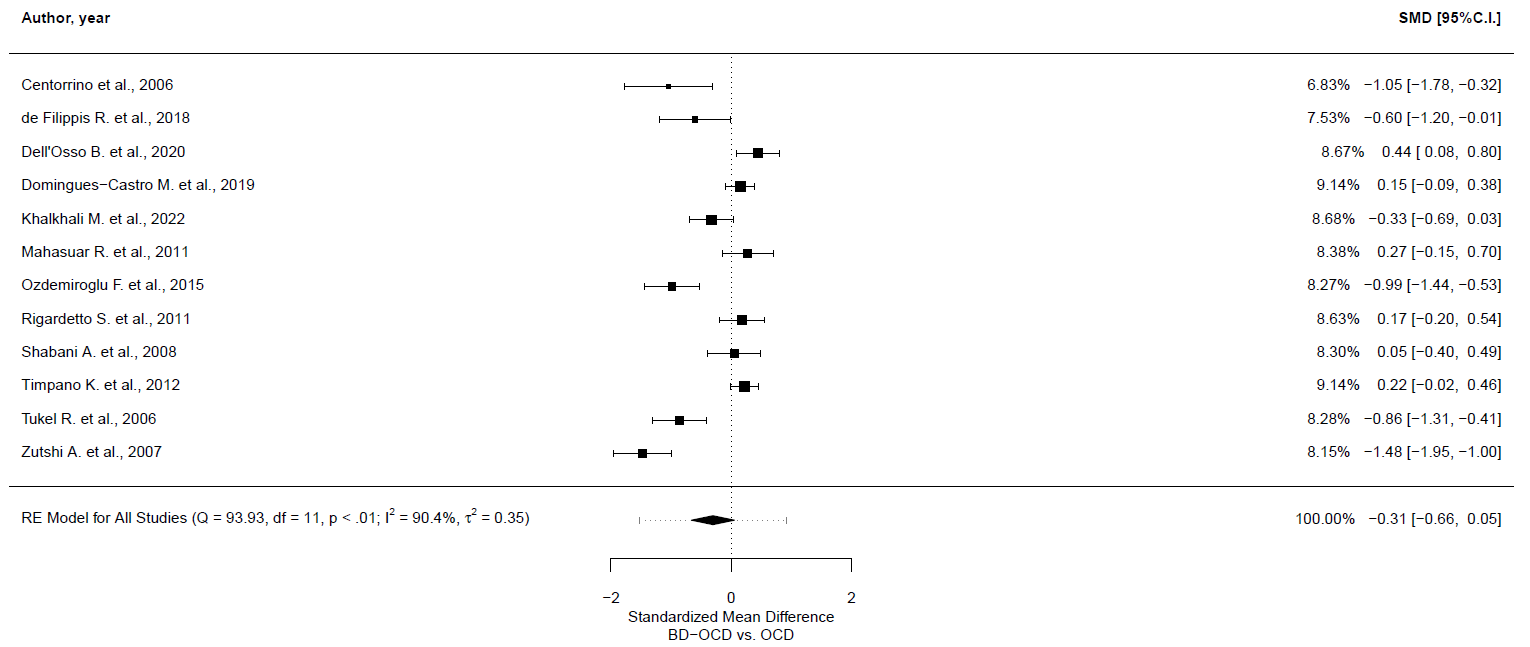 Author, year SMD [95%C.I.]
Centorrino et al., 2006 6.83% −1.05 [−1.78, −0.32]
de Filippis R. et al., 2018 7.53% −0.60 [−1.20, −0.01]
Dell'Osso B. et al., 2020 8.67% 0.44 [ 0.08, 0.80]
Domingues−Castro M. et al., 2019 9.14% 0.15 [−0.09, 0.38]
Khalkhali M. et al., 2022 8.68% −0.33 [−0.69, 0.03]
Mahasuar R. et al., 2011 8.38% 0.27 [−0.15, 0.70]
Ozdemiroglu F. et al., 2015 8.27% −0.99 [−1.44, −0.53]
Rigardetto S. et al., 2011 8.63% 0.17 [−0.20, 0.54]
Shabani A. et al., 2008 8.30% 0.05 [−0.40, 0.49]
Timpano K. et al., 2012 9.14% 0.22 [−0.02, 0.46]
Tukel R. et al., 2006 8.28% −0.86 [−1.31, −0.41]
Zutshi A. et al., 2007 8.15% −1.48 [−1.95, −1.00]
RE Model for All Studies (Q = 93.93, df = 11, p < .01; I² = 90.4%, τ² = 0.35) 100.00% −0.31 [−0.66, 0.05]
−2 0 2
Standardized Mean Difference
BD−OCD vs. OCD